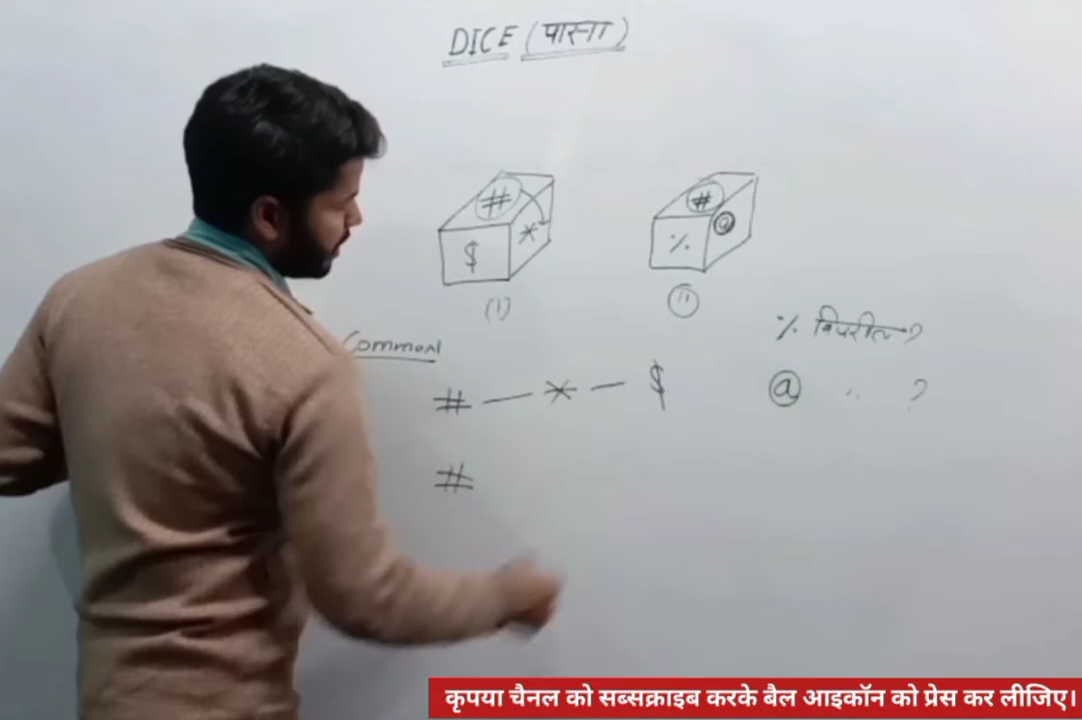 DICE (पासा)
# # 
$ * % @
(1) (11)
% विपरीत ?
Common
# — * — $ @ " ?
#
कृपया चैनल को सब्सक्राइब करके बैल आइकॉन को प्रेस कर लीजिए।